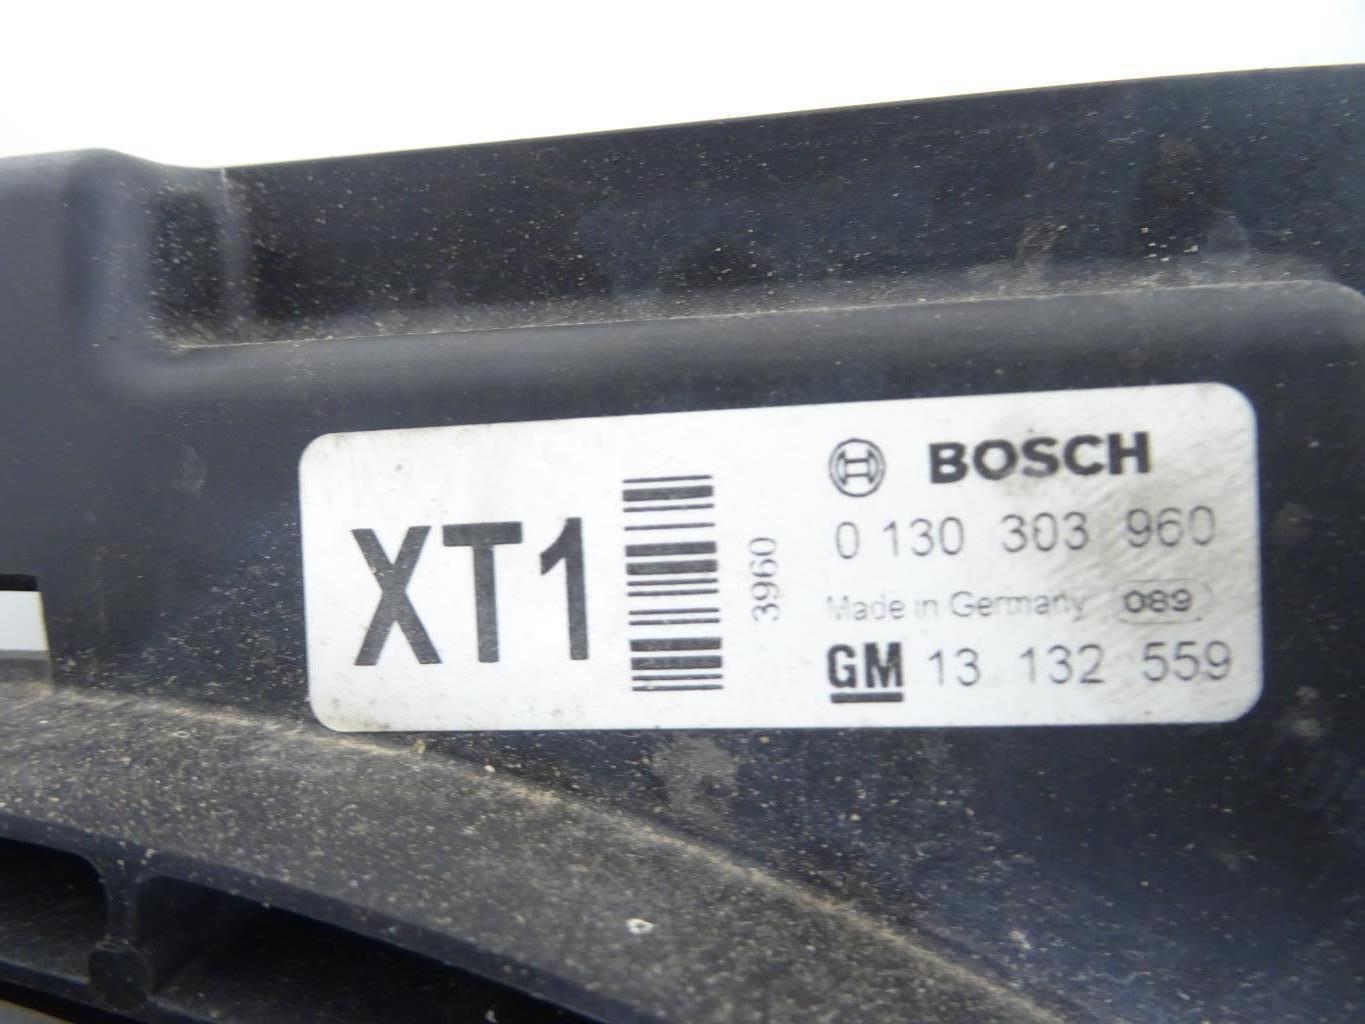 XT1
3960
BOSCH
0 130 303 960
Made in Germany 089
GM 13 132 559